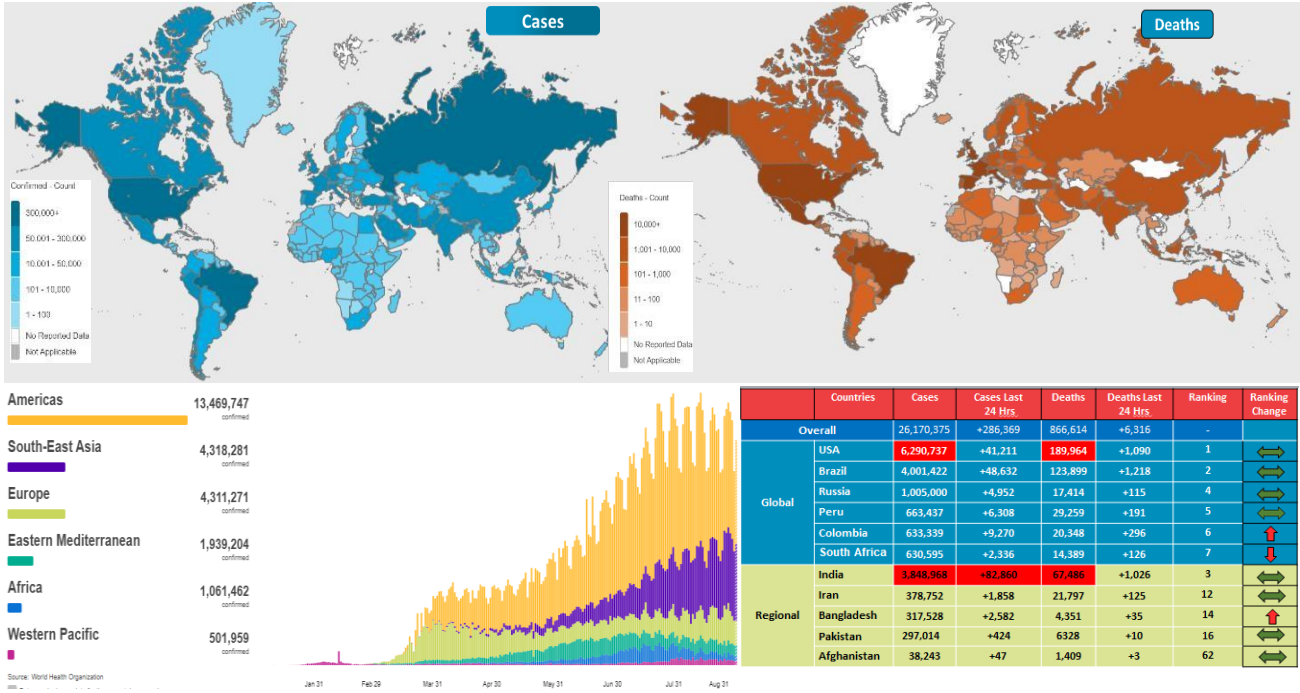 Cases
Deaths
Confirmed - Count
300,000+
50,001 - 300,000
10,001 - 50,000
101 - 10,000
1 - 100
No Reported Data
Not Applicable
Deaths - Count
10,000+
1,001 - 10,000
101 - 1,000
11 - 100
1 - 10
No Reported Data
Not Applicable
Americas 13,469,747
confirmed
South-East Asia 4,318,281
confirmed
Europe 4,311,271
confirmed
Eastern Mediterranean 1,939,204
confirmed
Africa 1,061,462
confirmed
Western Pacific 501,959
confirmed
Source: World Health Organization
Jan 31 Feb 29 Mar 31 Apr 30 May 31 Jun 30 Jul 31 Aug 31
Countries Cases Cases Last 24 Hrs Deaths Deaths Last 24 Hrs Ranking Ranking Change
Overall 26,170,375 +286,369 866,614 +6,316 -
Global
USA 6,290,737 +41,211 189,964 +1,090 1
Brazil 4,001,422 +48,632 123,899 +1,218 2
Russia 1,005,000 +4,952 17,414 +115 4
Peru 663,437 +6,308 29,259 +191 5
Colombia 633,339 +9,270 20,348 +296 6
South Africa 630,595 +2,336 14,389 +126 7
Regional
India 3,848,968 +82,860 67,486 +1,026 3
Iran 378,752 +1,858 21,797 +125 12
Bangladesh 317,528 +2,582 4,351 +35 14
Pakistan 297,014 +424 6328 +10 16
Afghanistan 38,243 +47 1,409 +3 62